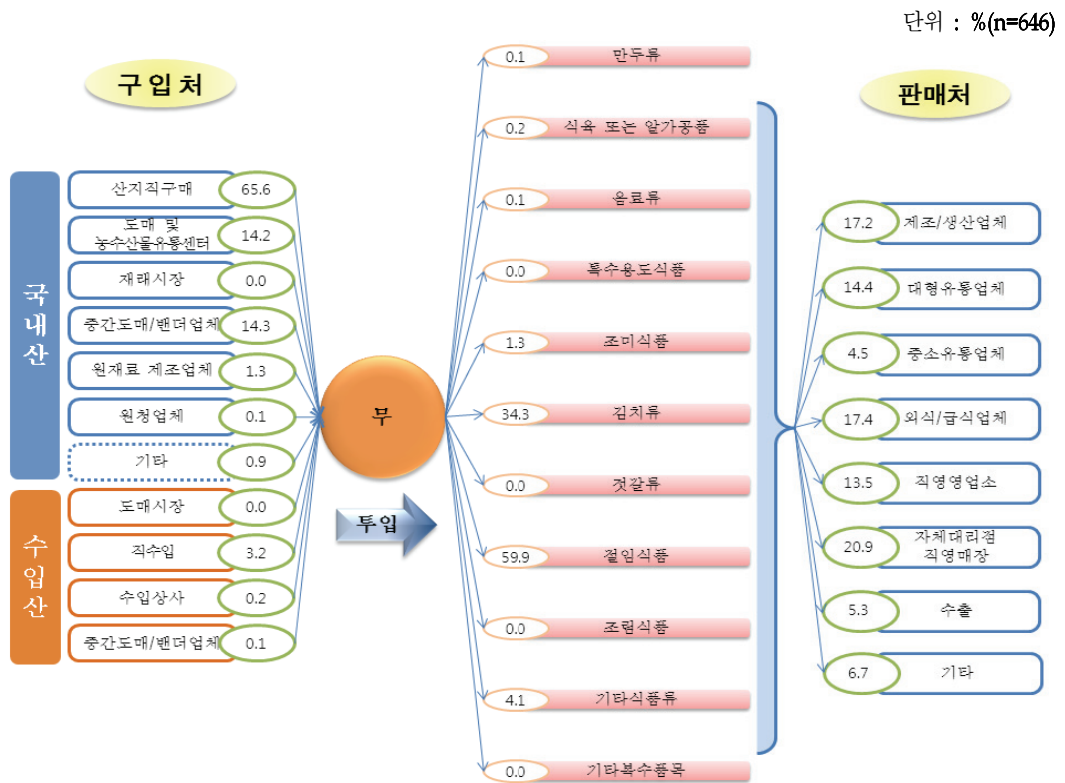 단위 : %(n=646)
구입처
판매처
국내산
산지직구매 65.6
도매 및
농수산물유통센터 14.2
재래시장 0.0
중간도매/밴더업체 14.3
원재료 제조업체 1.3
원청업체 0.1
기타 0.9
수입산
도매시장 0.0
직수입 3.2
수입상사 0.2
중간도매/밴더업체 0.1
무
투입
0.1 만두류
0.2 식육 또는 알가공품
0.1 음료류
0.0 특수용도식품
1.3 조미식품
34.3 김치류
0.0 젓갈류
59.9 절임식품
0.0 조림식품
4.1 기타식품류
0.0 기타복수품목
17.2 제조/생산업체
14.4 대형유통업체
4.5 중소유통업체
17.4 외식/급식업체
13.5 직영영업소
20.9 자체대리점
직영매장
5.3 수출
6.7 기타